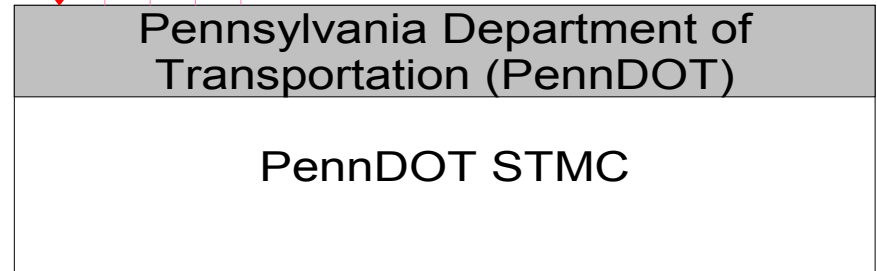 Pennsylvania Department of
Transportation (PennDOT)
PennDOT STMC